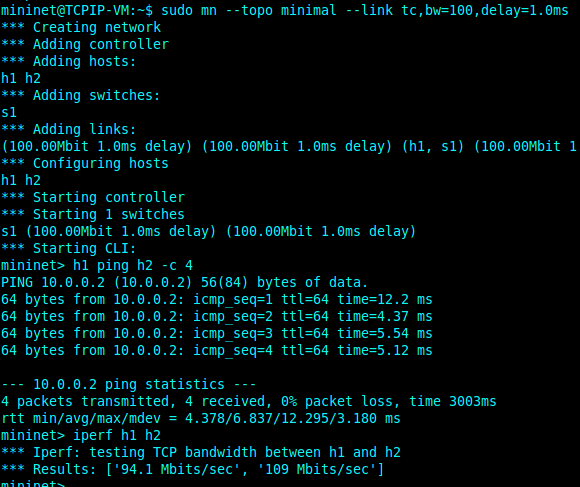 mininet@TCPIP-VM:~$ sudo mn --topo minimal --link tc,bw=100,delay=1.0ms
*** Creating network
*** Adding controller
*** Adding hosts:
h1 h2
*** Adding switches:
s1
*** Adding links:
(100.00Mbit 1.0ms delay) (100.00Mbit 1.0ms delay) (h1, s1) (100.00Mbit 1
*** Configuring hosts
h1 h2
*** Starting controller
*** Starting 1 switches
s1 (100.00Mbit 1.0ms delay) (100.00Mbit 1.0ms delay)
*** Starting CLI:
mininet> h1 ping h2 -c 4
PING 10.0.0.2 (10.0.0.2) 56(84) bytes of data.
64 bytes from 10.0.0.2: icmp_seq=1 ttl=64 time=12.2 ms
64 bytes from 10.0.0.2: icmp_seq=2 ttl=64 time=4.37 ms
64 bytes from 10.0.0.2: icmp_seq=3 ttl=64 time=5.54 ms
64 bytes from 10.0.0.2: icmp_seq=4 ttl=64 time=5.12 ms
--- 10.0.0.2 ping statistics ---
4 packets transmitted, 4 received, 0% packet loss, time 3003ms
rtt min/avg/max/mdev = 4.378/6.837/12.295/3.180 ms
mininet> iperf h1 h2
*** Iperf: testing TCP bandwidth between h1 and h2
*** Results: ['94.1 Mbits/sec', '109 Mbits/sec']
mininet>